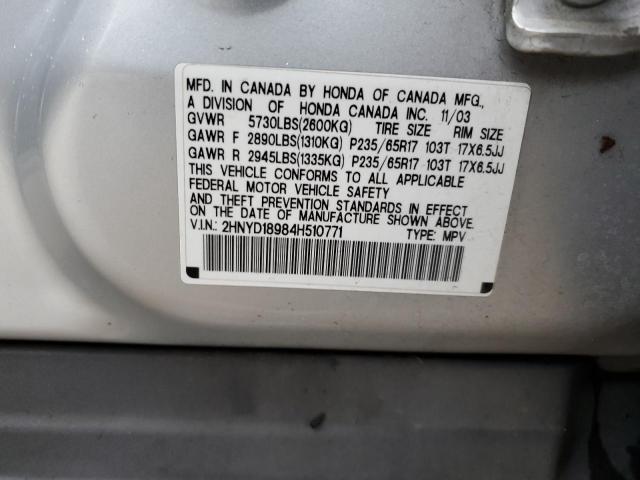 MFD. IN CANADA BY HONDA OF CANADA MFG.,
A DIVISION OF HONDA CANADA INC. 11/03
GVWR 5730LBS(2600KG) TIRE SIZE RIM SIZE
GAWR F 2890LBS(1310KG) P235/65R17 103T 17X6.5JJ
GAWR R 2945LBS(1335KG) P235/65R17 103T 17X6.5JJ
THIS VEHICLE CONFORMS TO ALL APPLICABLE
FEDERAL MOTOR VEHICLE SAFETY
AND THEFT PREVENTION STANDARDS IN EFFECT
ON THE DATE OF MANUFACTURE SHOWN ABOVE.
V.I.N.: 2HNYD18984H510771 TYPE: MPV